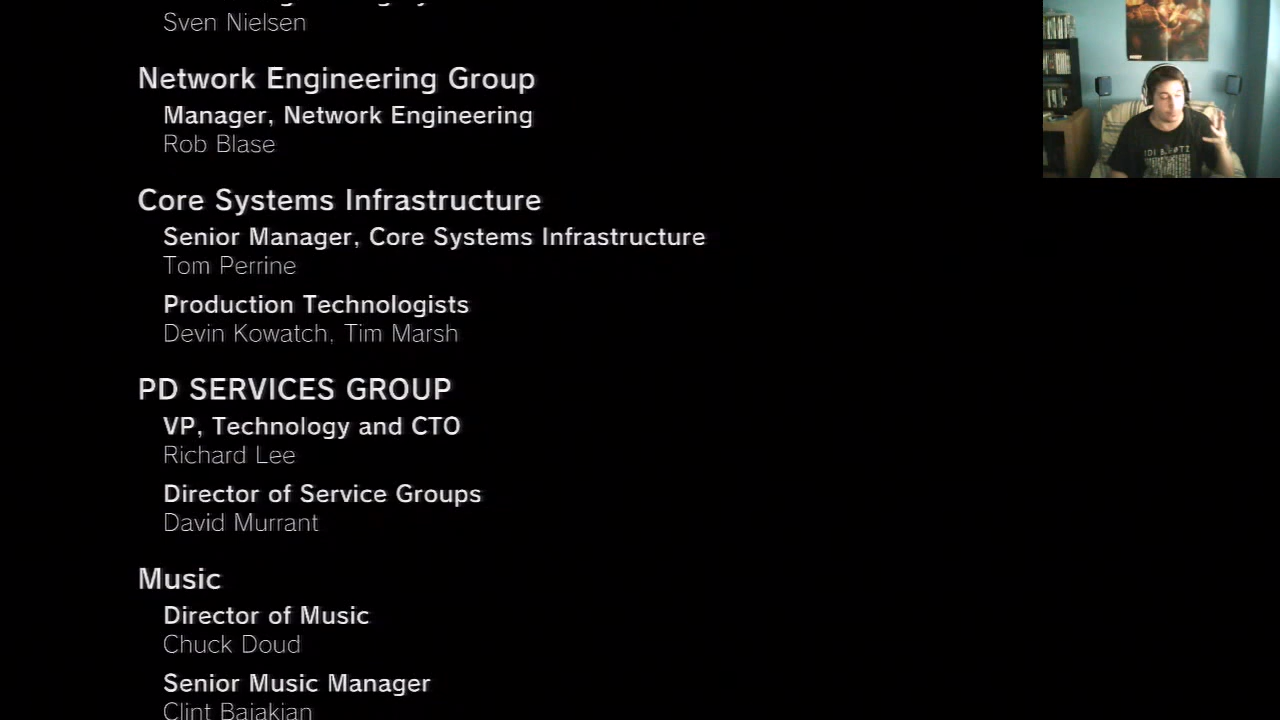 Sven Nielsen
Network Engineering Group
Manager, Network Engineering
Rob Blase
Core Systems Infrastructure
Senior Manager, Core Systems Infrastructure
Tom Perrine
Production Technologists
Devin Kowatch, Tim Marsh
PD SERVICES GROUP
VP, Technology and CTO
Richard Lee
Director of Service Groups
David Murrant
Music
Director of Music
Chuck Doud
Senior Music Manager
Clint Bajakian